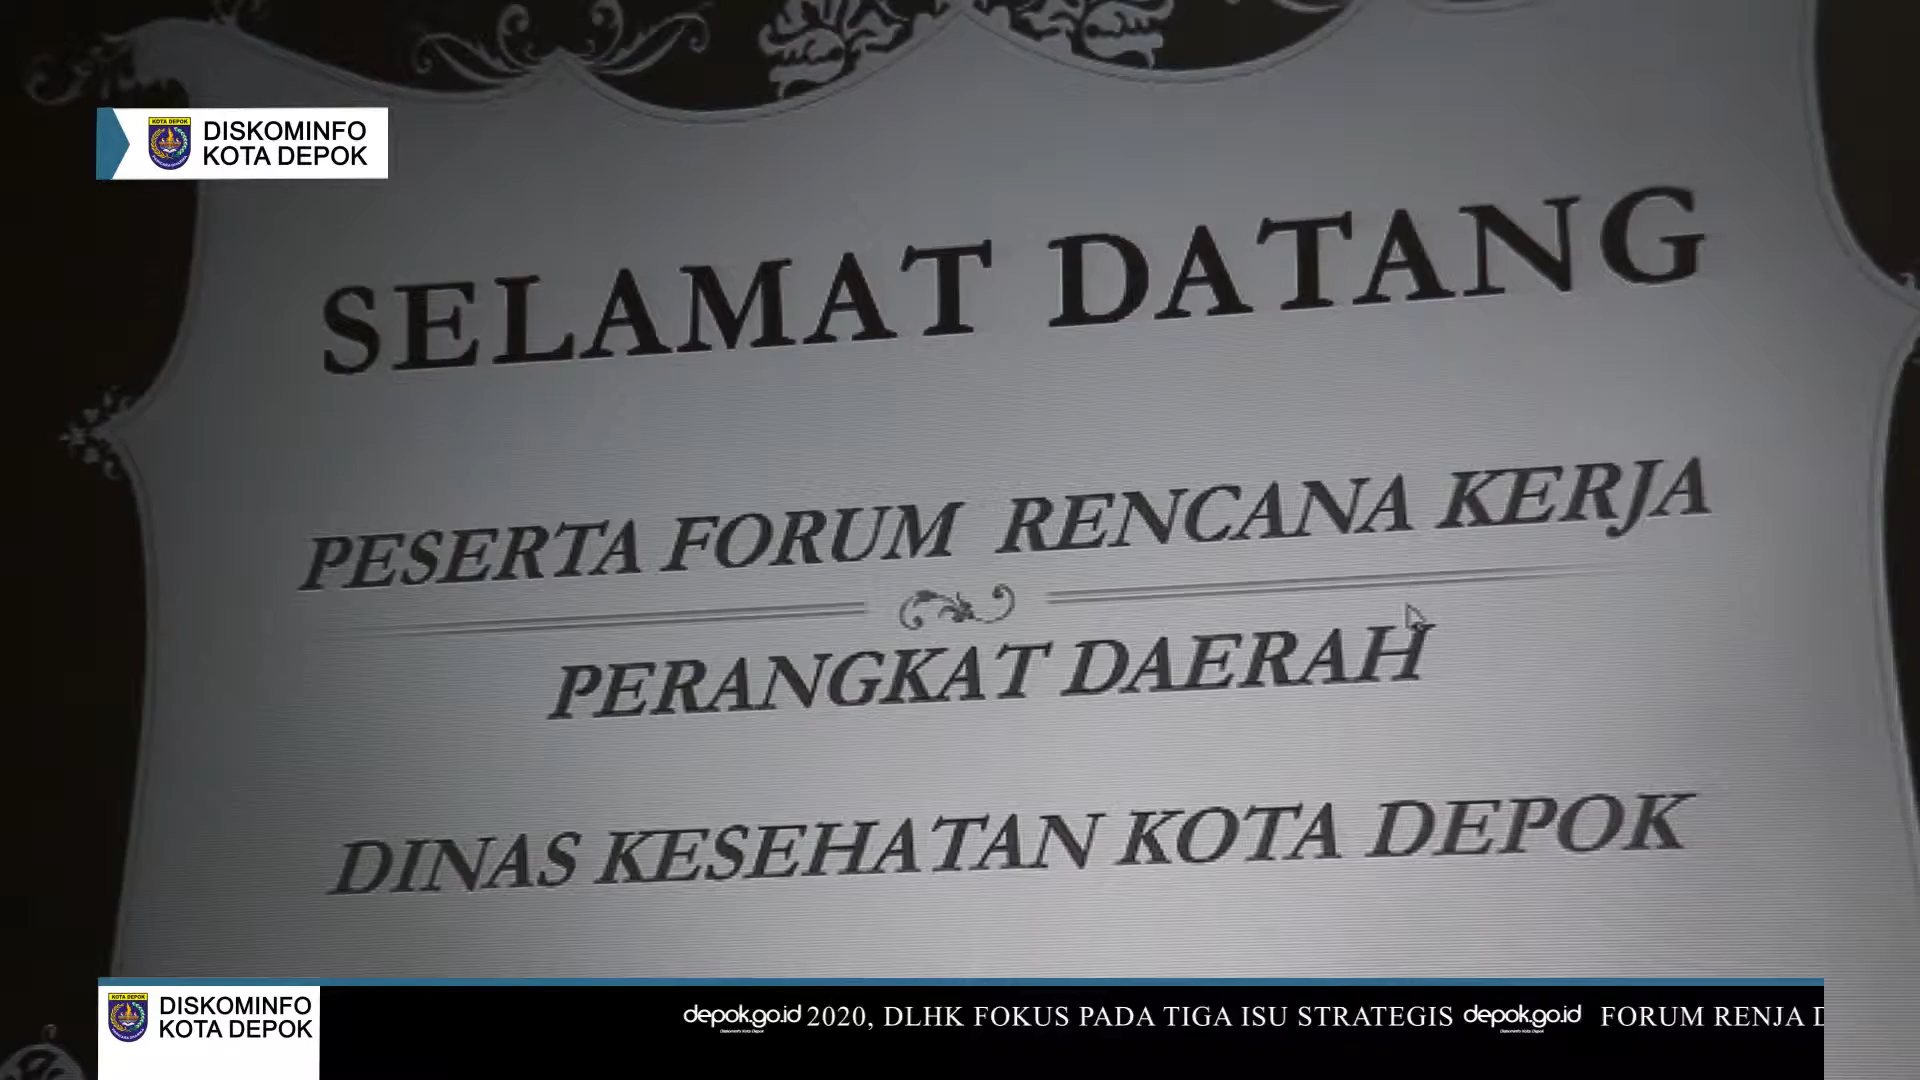 DISKOMINFO
KOTA DEPOK
SELAMAT DATANG
PESERTA FORUM RENCANA KERJA
PERANGKAT DAERAH
DINAS KESEHATAN KOTA DEPOK
DISKOMINFO
KOTA DEPOK
depok.go.id 2020, DLHK FOKUS PADA TIGA ISU STRATEGIS depok.go.id FORUM RENJA D